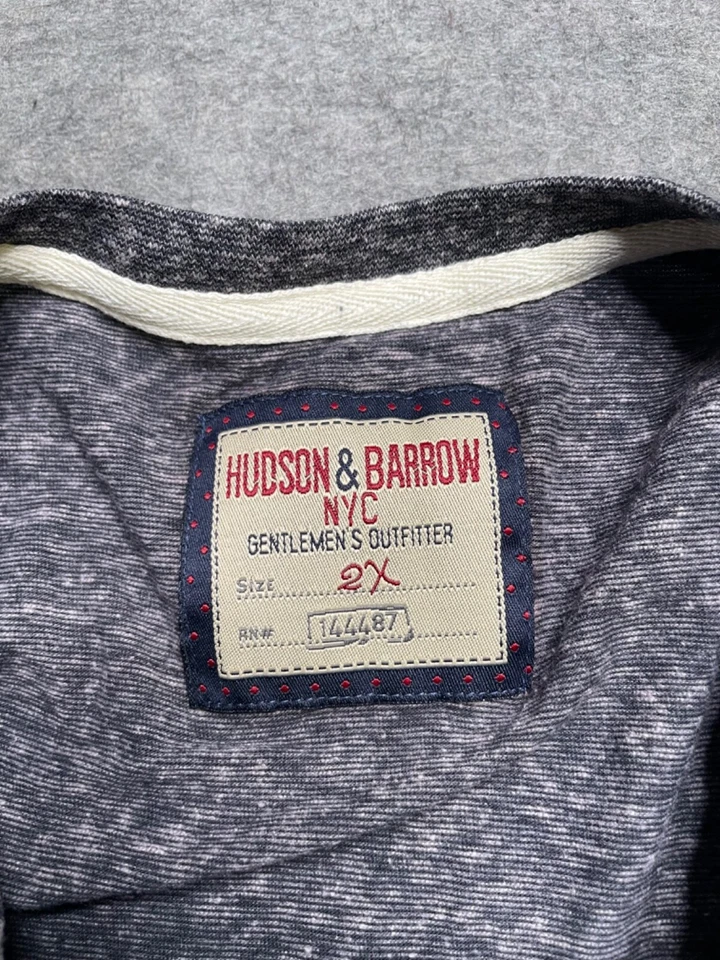 HUDSON & BARROW
NYC
GENTLEMEN'S OUTFITTER
SIZE 2X
RN# 144487